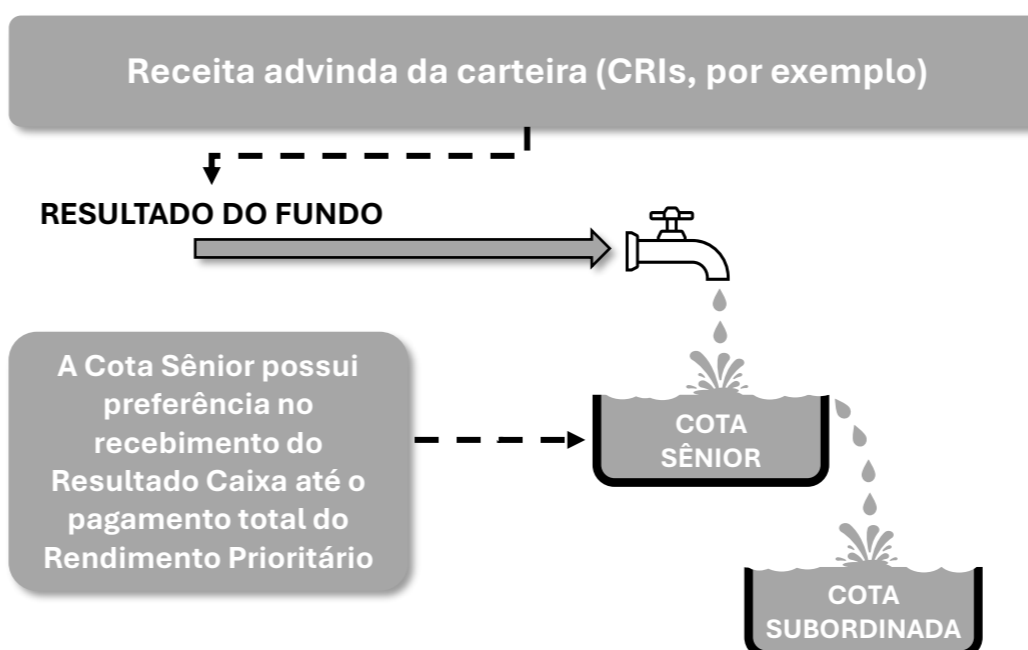 Receita advinda da carteira (CRIs, por exemplo)
RESULTADO DO FUNDO
A Cota Sênior possui
preferência no
recebimento do
Resultado Caixa até o
pagamento total do
Rendimento Prioritário
COTA
SÊNIOR
COTA
SUBORDINADA